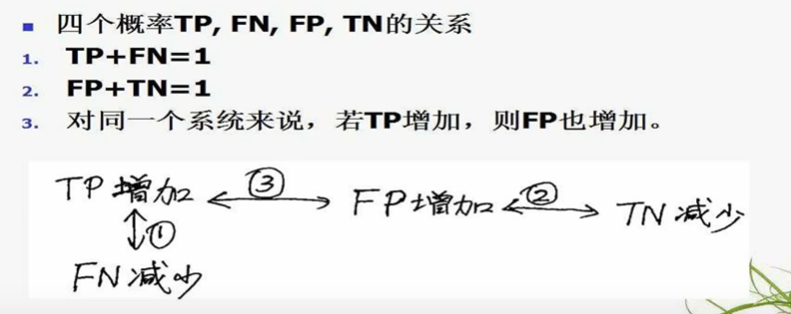 四个概率TP, FN, FP, TN的关系
1. TP+FN=1
2. FP+TN=1
3. 对同一个系统来说，若TP增加，则FP也增加。
TP增加 ③ FP增加 ② TN减少
①
FN减少